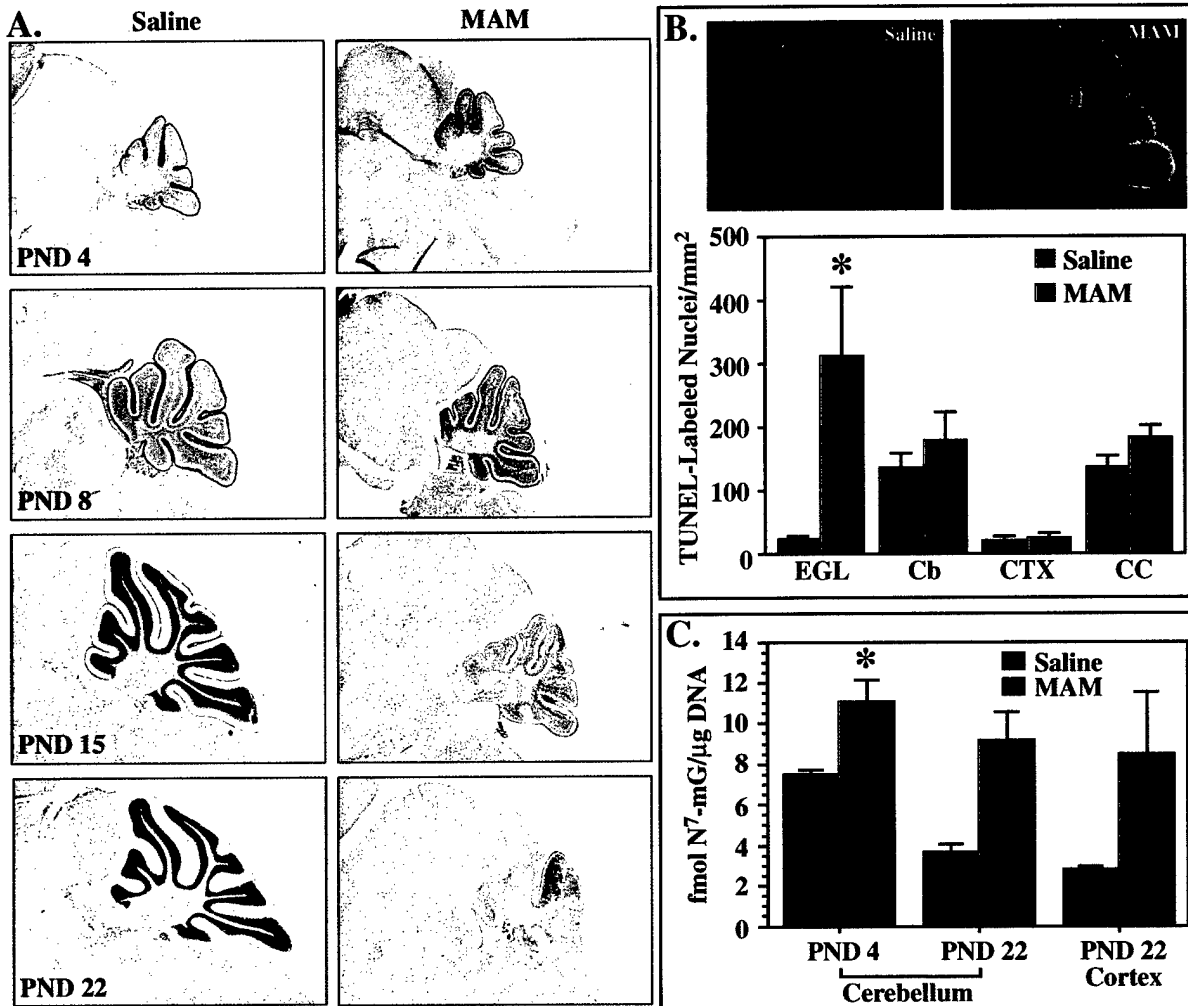 A.
Saline
MAM
PND 4
PND 8
PND 15
PND 22
B.
Saline
MAM
TUNEL-Labeled Nuclei/mm²
500
400
300
200
100
0
*
Saline
MAM
EGL
Cb
CTX
CC
C.
fmol N⁷-mG/µg DNA
14
12
10
8
6
4
2
0
*
Saline
MAM
PND 4
PND 22
PND 22
Cortex
Cerebellum